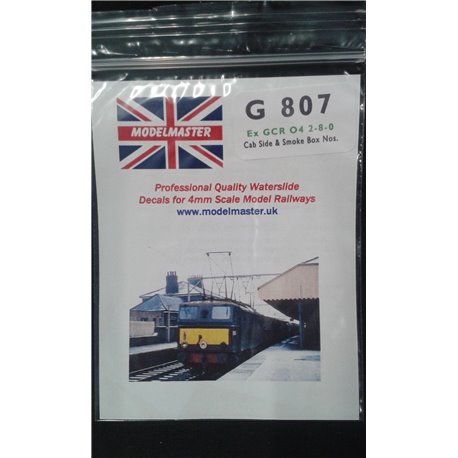 MODELMASTER
G 807
Ex GCR O4 2-8-0
Cab Side & Smoke Box Nos.
Professional Quality Waterslide
Decals for 4mm Scale Model Railways
www.modelmaster.uk